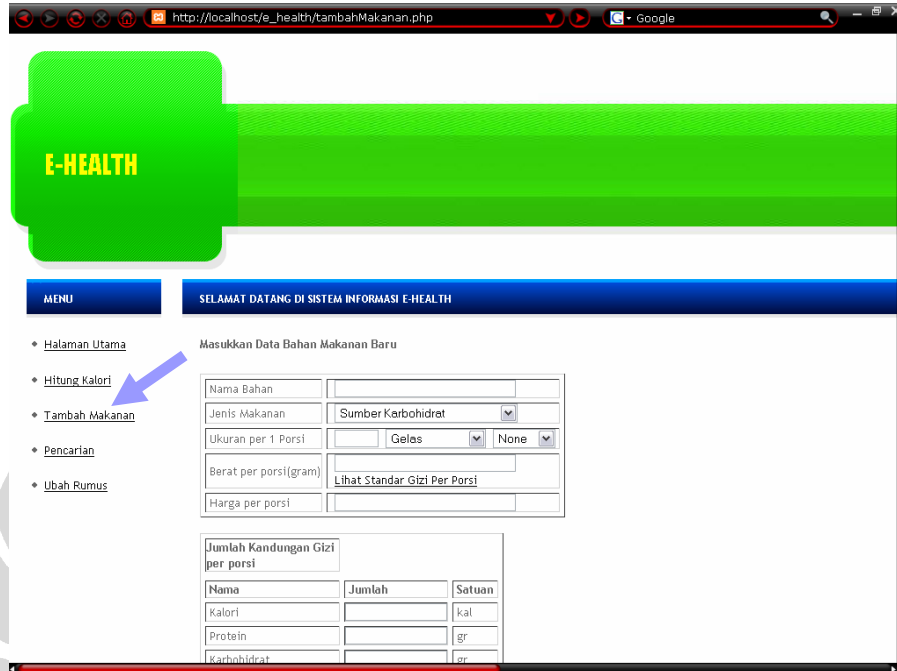 http://localhost/e_health/tambahMakanan.php
Google
E-HEALTH
MENU
SELAMAT DATANG DI SISTEM INFORMASI E-HEALTH
Halaman Utama
Hitung Kalori
Tambah Makanan
Pencarian
Ubah Rumus
Masukkan Data Bahan Makanan Baru
Nama Bahan
Jenis Makanan Sumber Karbohidrat
Ukuran per 1 Porsi Gelas None
Berat per porsi(gram)
Lihat Standar Gizi Per Porsi
Harga per porsi
Jumlah Kandungan Gizi
per porsi
Nama Jumlah Satuan
Kalori kal
Protein gr
Karbohidrat gr